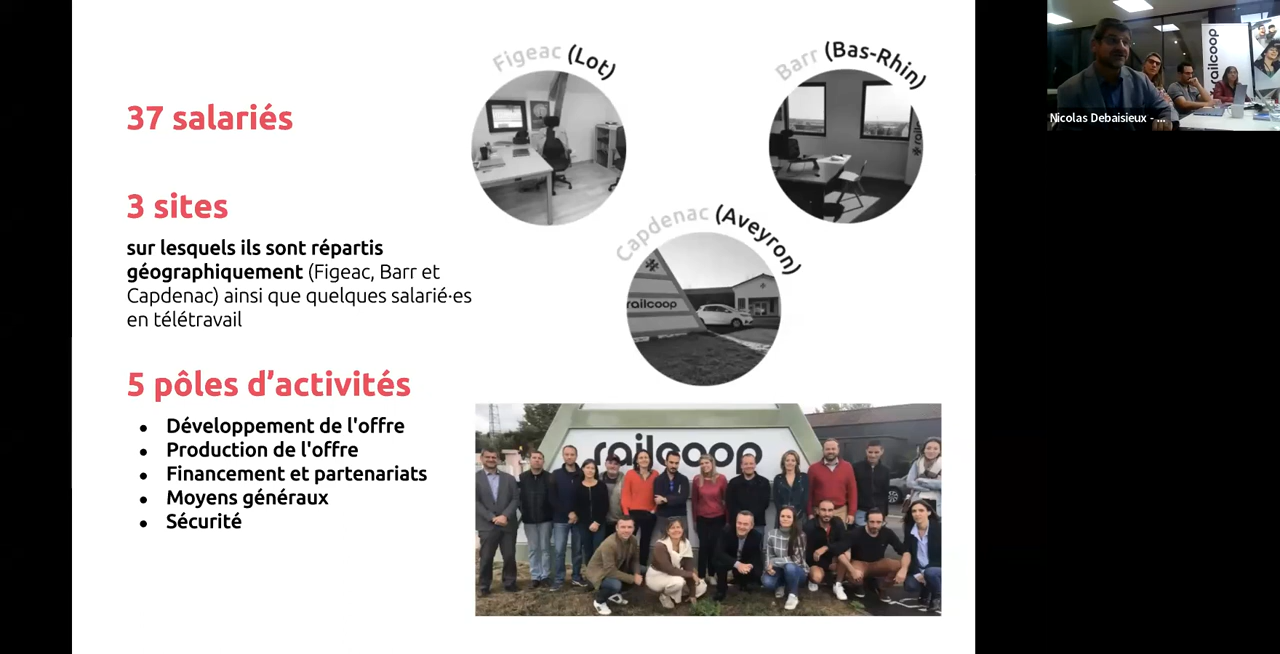 37 salariés
3 sites
sur lesquels ils sont répartis
géographiquement (Figeac, Barr et
Capdenac) ainsi que quelques salarié·es
en télétravail
5 pôles d’activités
● Développement de l'offre
● Production de l'offre
● Financement et partenariats
● Moyens généraux
● Sécurité
Figeac (Lot)
Barr (Bas-Rhin)
Capdenac (Aveyron)
railcoop
railcoop
railcoop
Nicolas Debaisieux - ...